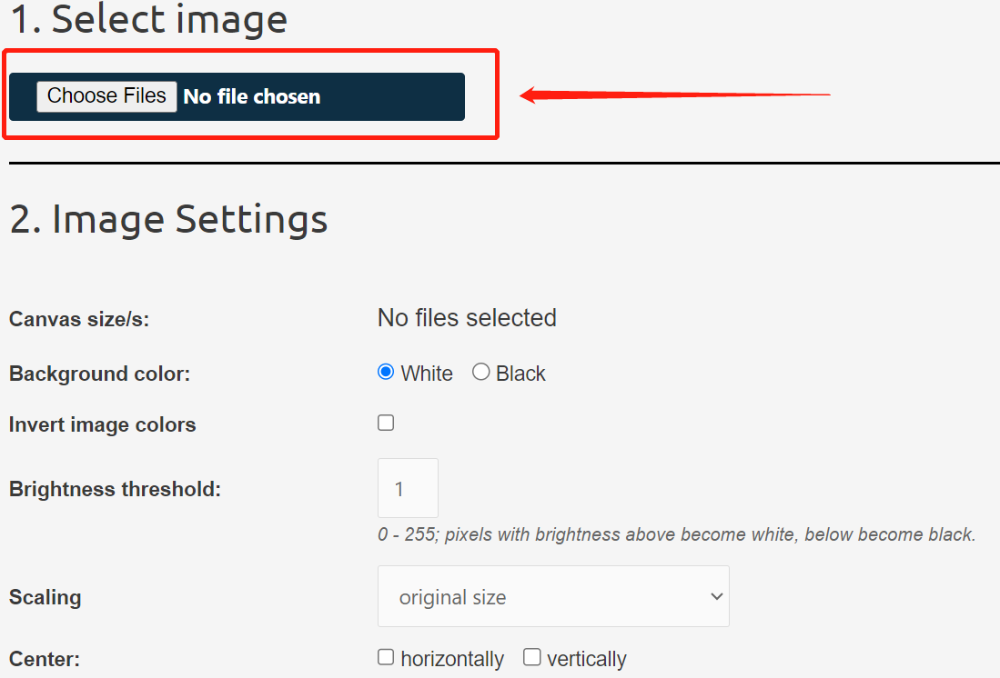 1. Select image
Choose Files No file chosen
2. Image Settings
Canvas size/s: No files selected
Background color: White Black
Invert image colors
Brightness threshold: 1
0 - 255; pixels with brightness above become white, below become black.
Scaling original size
Center: horizontally vertically